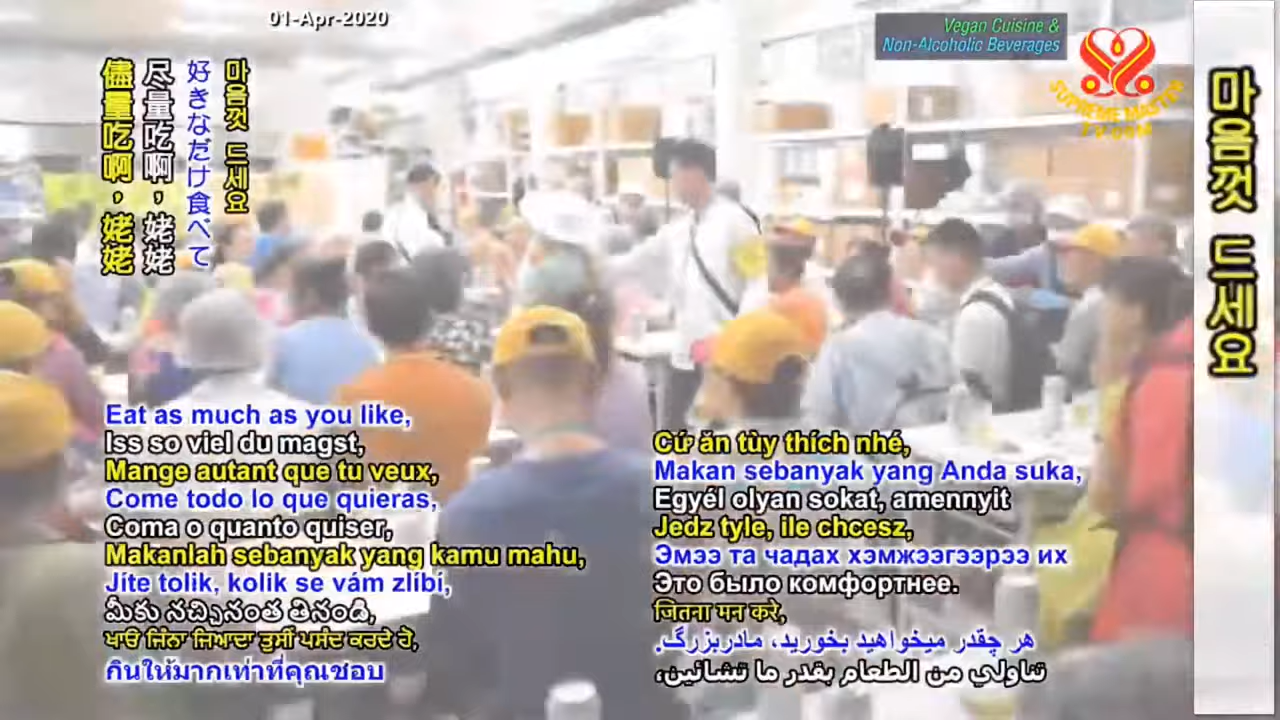 01-Apr-2020
Vegan Cuisine &
Non-Alcoholic Beverages
SUPREME MASTER
TV.COM
마음껏 드세요
마음껏 드세요
好きなだけ食べて
尽量吃啊，姥姥
儘量吃啊，姥姥
Eat as much as you like,
Iss so viel du magst,
Mange autant que tu veux,
Come todo lo que quieras,
Coma o quanto quiser,
Makanlah sebanyak yang kamu mahu,
Jíte tolik, kolik se vám zlíbí,
మీకు నచ్చినంత తినండి,
ਖਾਓ ਜਿੰਨਾ ਜਿਆਦਾ ਤੁਸੀਂ ਪਸੰਦ ਕਰਦੇ ਹੋ,
กินให้มากเท่าที่คุณชอบ
Cứ ăn tùy thích nhé,
Makan sebanyak yang Anda suka,
Egyél olyan sokat, amennyit
Jedz tyle, ile chcesz,
Эмээ та чадах хэмжээгээрээ их
Это было комфортнее.
जितना मन करे,
هر چقدر میخواهید بخورید، مادربزرگ.
تناولي من الطعام بقدر ما تشائين،